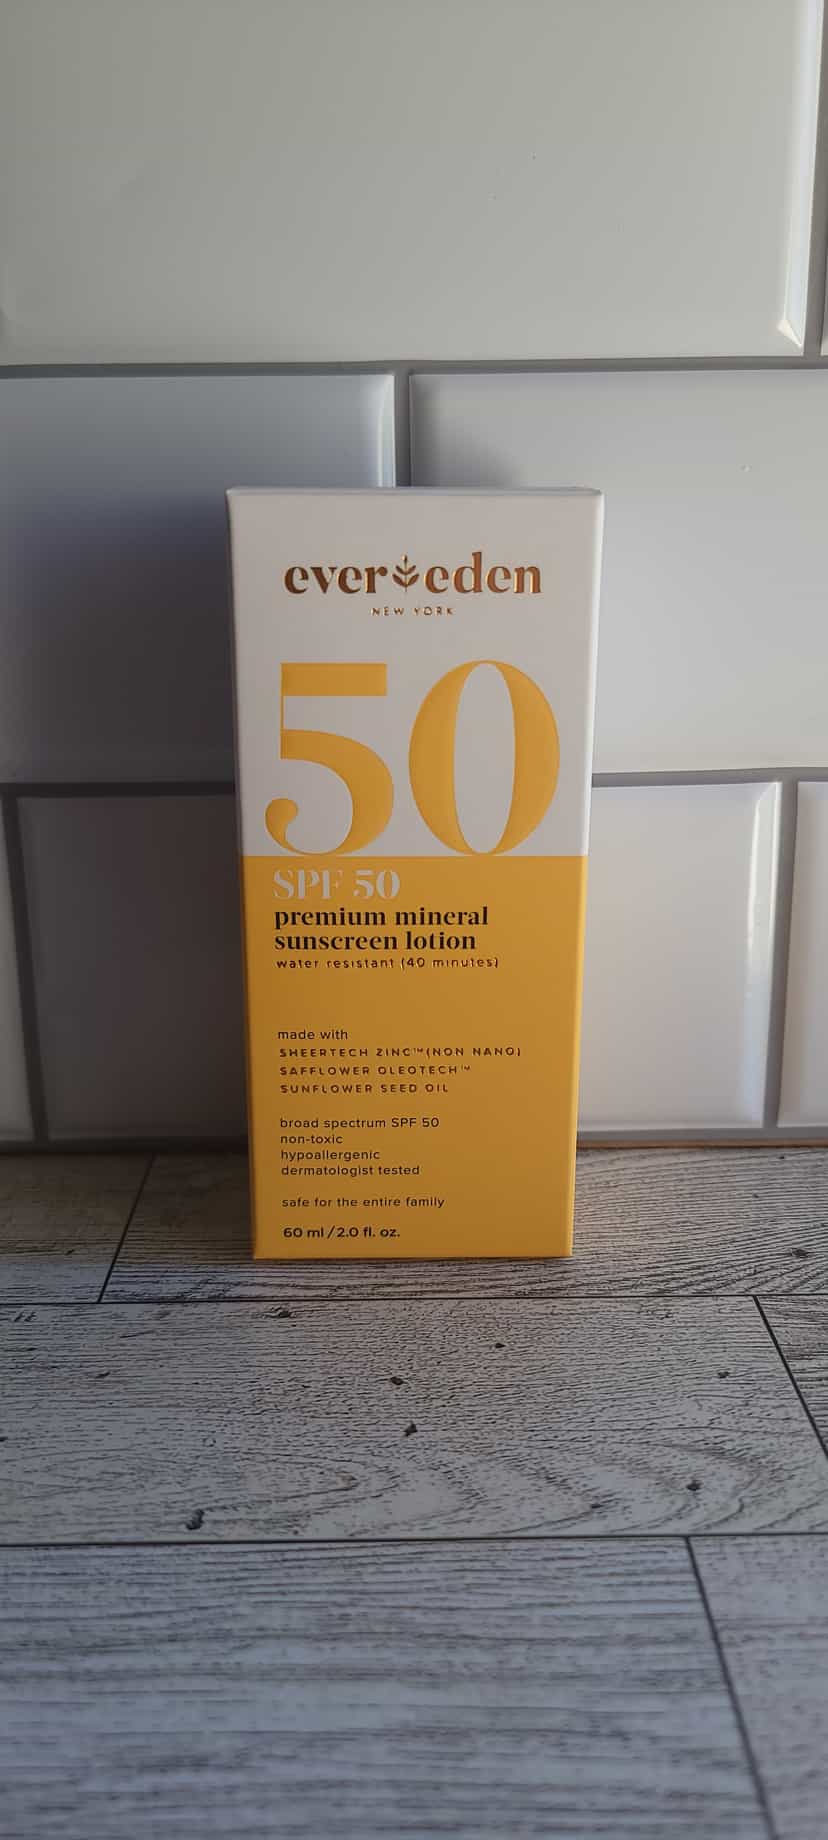 ever eden
NEW YORK
50
SPF 50
premium mineral
sunscreen lotion
water resistant (40 minutes)
made with
SHEERTECH ZINC™(NON NANO)
SAFFLOWER OLEOTECH™
SUNFLOWER SEED OIL
broad spectrum SPF 50
non-toxic
hypoallergenic
dermatologist tested
safe for the entire family
60 ml / 2.0 fl. oz.